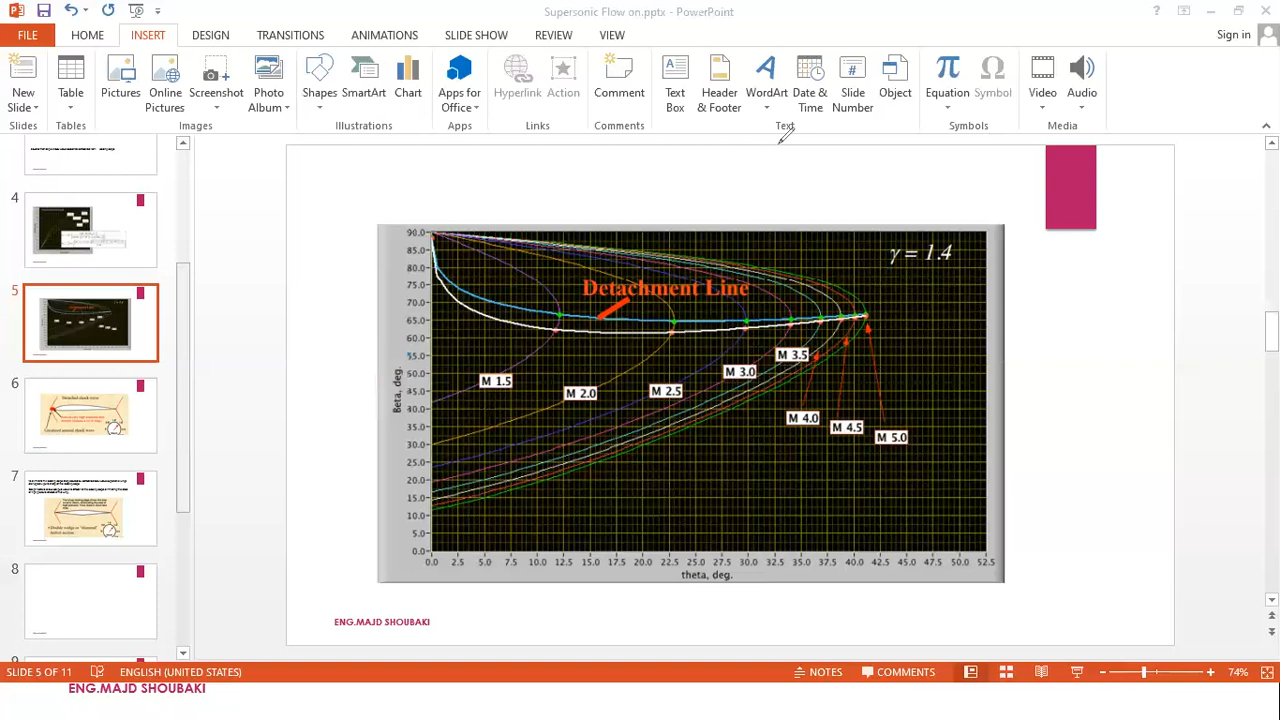 Supersonic Flow on.pptx - PowerPoint
FILE HOME INSERT DESIGN TRANSITIONS ANIMATIONS SLIDE SHOW REVIEW VIEW Sign in
New Slide
Table
Pictures
Online Pictures
Screenshot
Photo Album
Shapes
SmartArt
Chart
Apps for Office
Hyperlink
Action
Comment
Text Box
Header & Footer
WordArt
Date & Time
Slide Number
Object
Equation
Symbol
Video
Audio
Slides Tables Images Illustrations Apps Links Comments Text Symbols Media
4
5
6
Detached shock wave
7
8
γ = 1.4
Detachment Line
90.0
85.0
80.0
75.0
70.0
65.0
60.0
55.0
50.0
45.0
40.0
35.0
30.0
25.0
20.0
15.0
10.0
5.0
0.0
Beta, deg.
M 1.5
M 2.0
M 2.5
M 3.0
M 3.5
M 4.0
M 4.5
M 5.0
0.0 2.5 5.0 7.5 10.0 12.5 15.0 17.5 20.0 22.5 25.0 27.5 30.0 32.5 35.0 37.5 40.0 42.5 45.0 47.5 50.0 52.5
theta, deg.
ENG.MAJD SHOUBAKI
SLIDE 5 OF 11 ENGLISH (UNITED STATES) NOTES COMMENTS 74%
ENG.MAJD SHOUBAKI